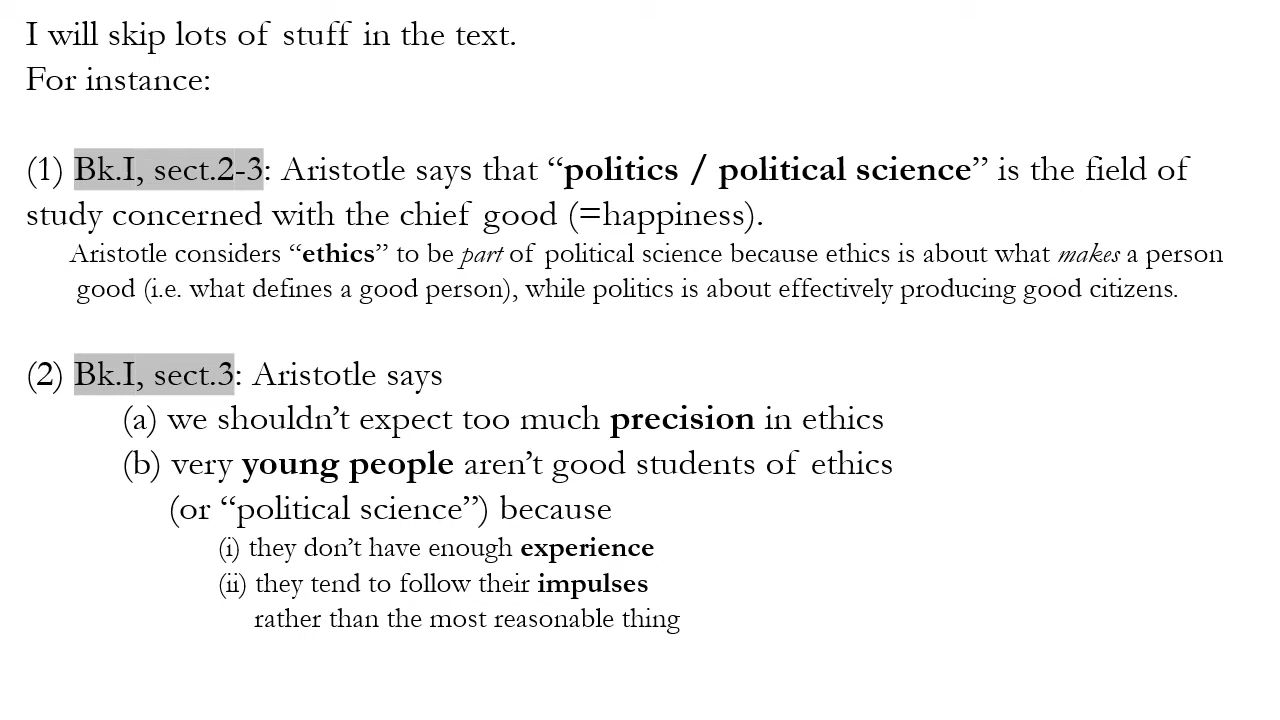 I will skip lots of stuff in the text.
For instance:
(1) Bk.I, sect.2-3: Aristotle says that “politics / political science” is the field of
study concerned with the chief good (=happiness).
Aristotle considers “ethics” to be part of political science because ethics is about what makes a person
good (i.e. what defines a good person), while politics is about effectively producing good citizens.
(2) Bk.I, sect.3: Aristotle says
(a) we shouldn’t expect too much precision in ethics
(b) very young people aren’t good students of ethics
(or “political science”) because
(i) they don’t have enough experience
(ii) they tend to follow their impulses
rather than the most reasonable thing